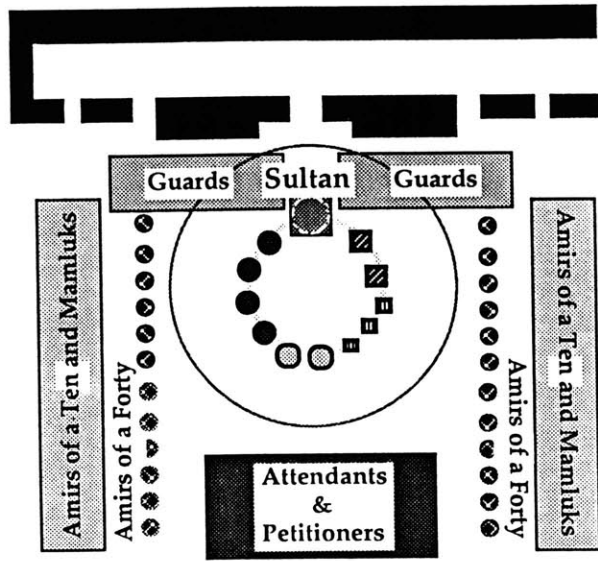 Guards
Sultan
Guards
Amirs of a Ten and Mamluks
Amirs of a Forty
Amirs of a Forty
Amirs of a Ten and Mamluks
Attendants
&
Petitioners